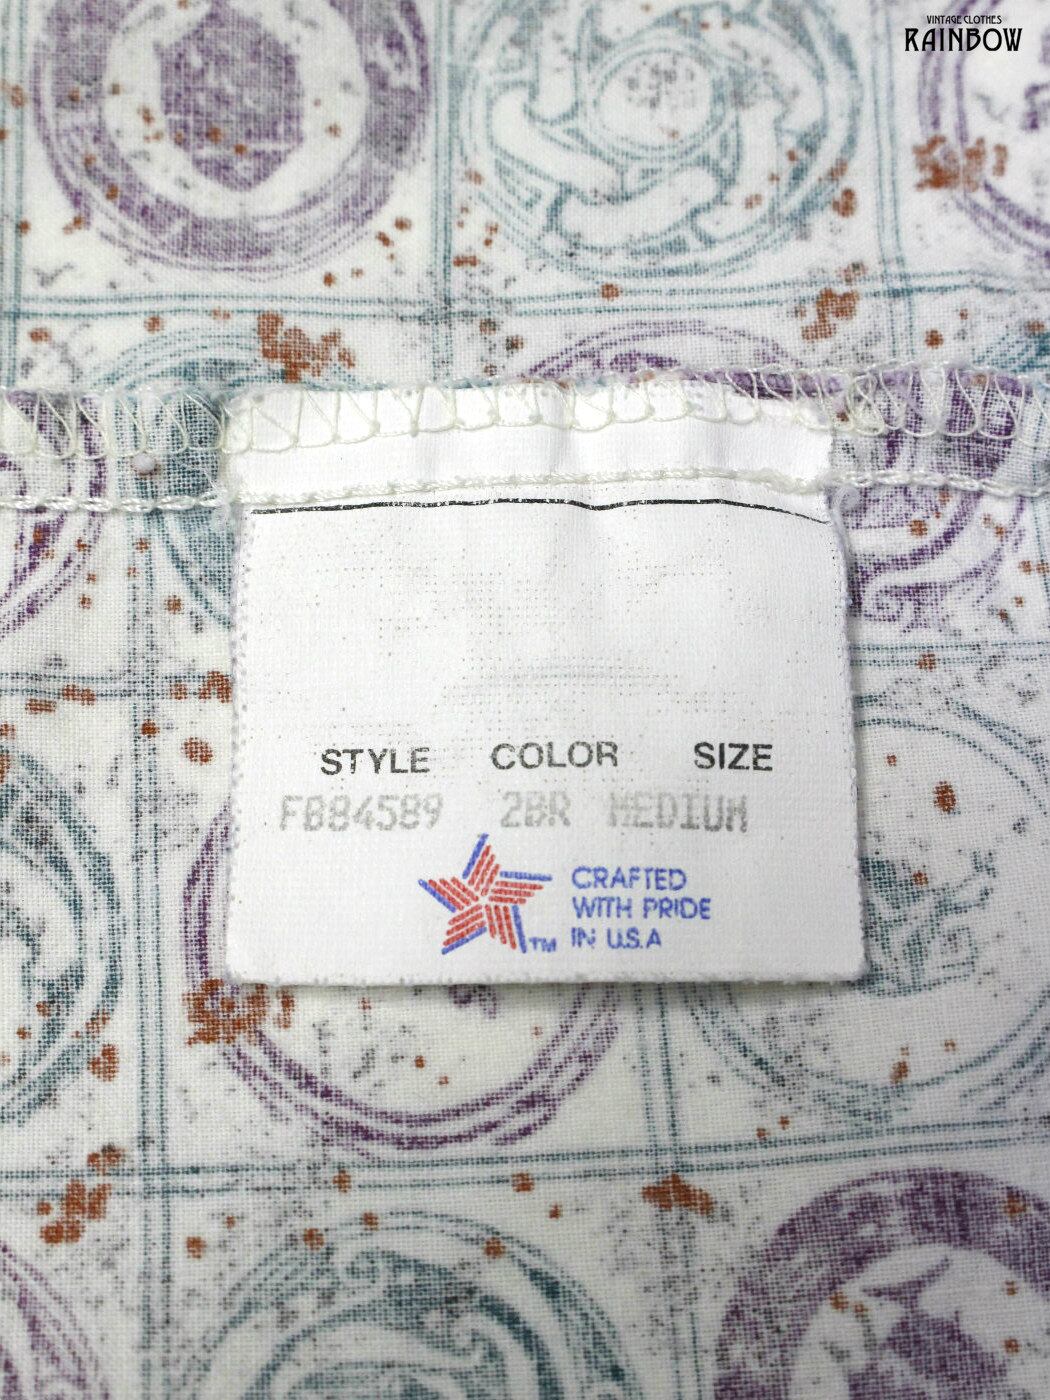 VINTAGE CLOTHES
RAINBOW
STYLE COLOR SIZE
FB84589 2BR MEDIUM
CRAFTED
WITH PRIDE
IN U.S.A
TM